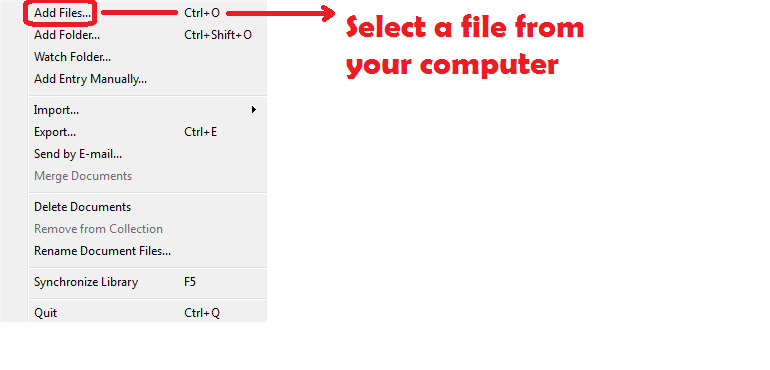 Add Files... Ctrl+O Select a file from
Add Folder... Ctrl+Shift+O your computer
Watch Folder...
Add Entry Manually...
Import...
Export... Ctrl+E
Send by E-mail...
Merge Documents
Delete Documents
Remove from Collection
Rename Document Files...
Synchronize Library F5
Quit Ctrl+Q